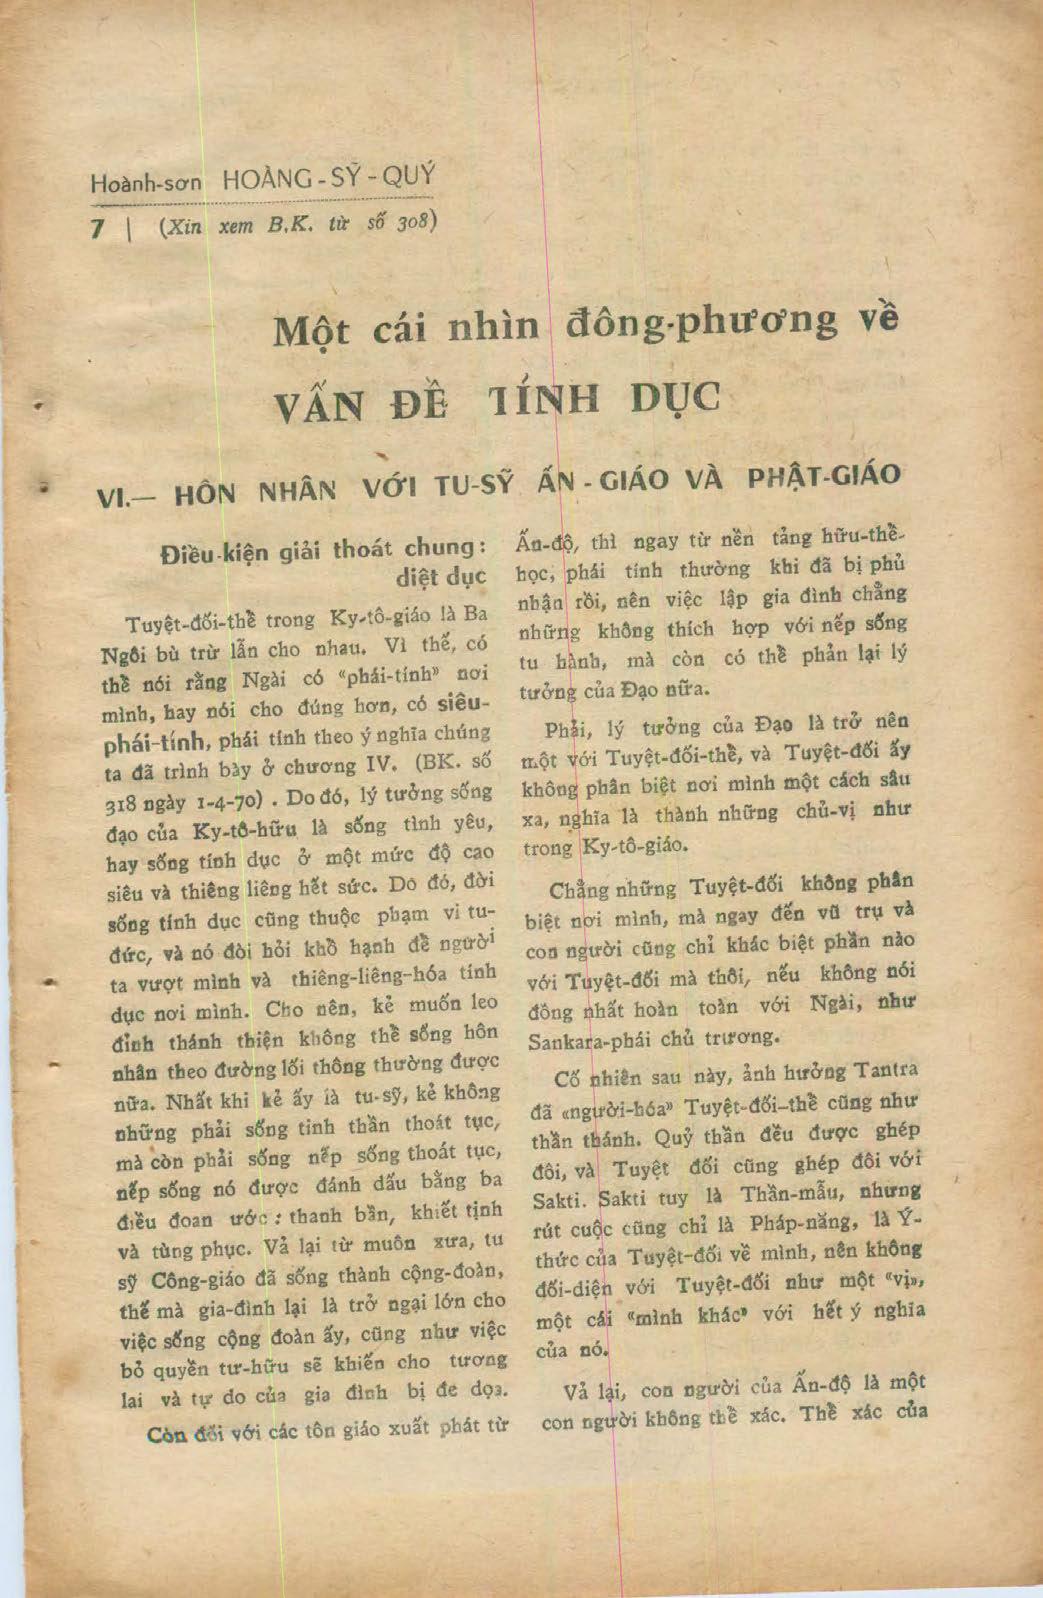 Hoành-sơn HOÀNG-SỸ-QUÝ
7 | (Xin xem B.K. từ số 308)
Một cái nhìn đông-phương về
VẤN ĐỀ TÍNH DỤC
VI.— HÔN NHÂN VỚI TU-SỸ ẤN-GIÁO VÀ PHẬT-GIÁO
Điều-kiện giải thoát chung:
diệt dục
Tuyệt-đối-thể trong Ky-tô-giáo là Ba
Ngôi bù trừ lẫn cho nhau. Vì thế, có
thể nói rằng Ngài có “phái-tính” nơi
mình, hay nói cho đúng hơn, có siêu-
phái-tính, phái tính theo ý nghĩa chúng
ta đã trình bày ở chương IV. (BK. số
318 ngày 1-4-70). Do đó, lý tưởng sống
đạo của Ky-tô-hữu là sống tình yêu,
hay sống tính dục ở một mức độ cao
siêu và thiêng liêng hết sức. Do đó, đời
sống tính dục cũng thuộc phạm vi tu-
đức, và nó đòi hỏi khổ hạnh để người
ta vượt mình và thiêng-liêng-hóa tính
dục nơi mình. Cho nên, kẻ muốn leo
đỉnh thánh thiện không thể sống hôn
nhân theo đường lối thông thường được
nữa. Nhất khi kẻ ấy là tu-sỹ, kẻ không
những phải sống tinh thần thoát tục,
mà còn phải sống nếp sống thoát tục,
nếp sống nó được đánh dấu bằng ba
điều đoan ước: thanh bần, khiết tịnh
và tùng phục. Vả lại từ muôn xưa, tu
sỹ Công-giáo đã sống thành cộng-đoàn,
thế mà gia-đình lại là trở ngại lớn cho
việc sống cộng đoàn ấy, cũng như việc
bỏ quyền tư-hữu sẽ khiến cho tương
lai và tự do của gia đình bị đe dọa.
Còn đối với các tôn giáo xuất phát từ
Ấn-độ, thì ngay từ nền tảng hữu-thể-
học, phái tính thường khi đã bị phủ
nhận rồi, nên việc lập gia đình chẳng
những không thích hợp với nếp sống
tu hành, mà còn có thể phản lại lý
tưởng của Đạo nữa.
Phải, lý tưởng của Đạo là trở nên
một với Tuyệt-đối-thể, và Tuyệt-đối ấy
không phân biệt nơi mình một cách sâu
xa, nghĩa là thành những chủ-vị như
trong Ky-tô-giáo.
Chẳng những Tuyệt-đối không phân
biệt nơi mình, mà ngay đến vũ trụ và
con người cũng chỉ khác biệt phần nào
với Tuyệt-đối mà thôi, nếu không nói
đồng nhất hoàn toàn với Ngài, như
Sankara-phái chủ trương.
Cố nhiên sau này, ảnh hưởng Tantra
đã «người-hóa» Tuyệt-đối-thể cũng như
thần thánh. Quỷ thần đều được ghép
đôi, và Tuyệt đối cũng ghép đôi với
Sakti. Sakti tuy là Thần-mẫu, nhưng
rút cuộc cũng chỉ là Pháp-năng, là Ý-
thức của Tuyệt-đối về mình, nên không
đối-diện với Tuyệt-đối như một “vị»,
một cái “mình khác” với hết ý nghĩa
của nó.
Vả lại, con người của Ấn-độ là một
con người không thể xác. Thể xác của